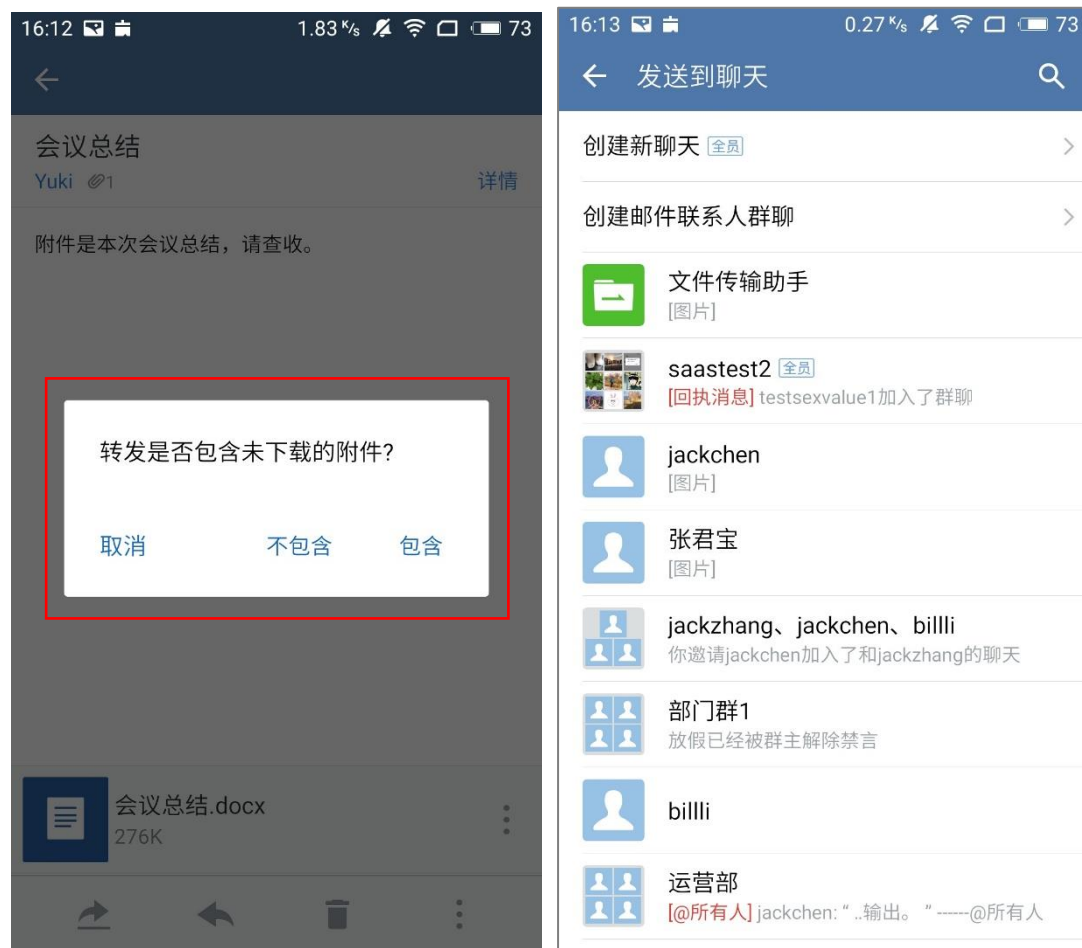 16:12 1.83 K/s 73
会议总结
Yuki 1 详情
附件是本次会议总结，请查收。
转发是否包含未下载的附件?
取消 不包含 包含
会议总结.docx
276K
16:13 0.27 K/s 73
发送到聊天
创建新聊天 全员
创建邮件联系人群聊
文件传输助手
[图片]
saastest2 全员
[回执消息] testsexvalue1加入了群聊
jackchen
[图片]
张君宝
[图片]
jackzhang、jackchen、billli
你邀请jackchen加入了和jackzhang的聊天
部门群1
放假已经被群主解除禁言
billli
运营部
[@所有人] jackchen: “ ..输出。 ” ------@所有人